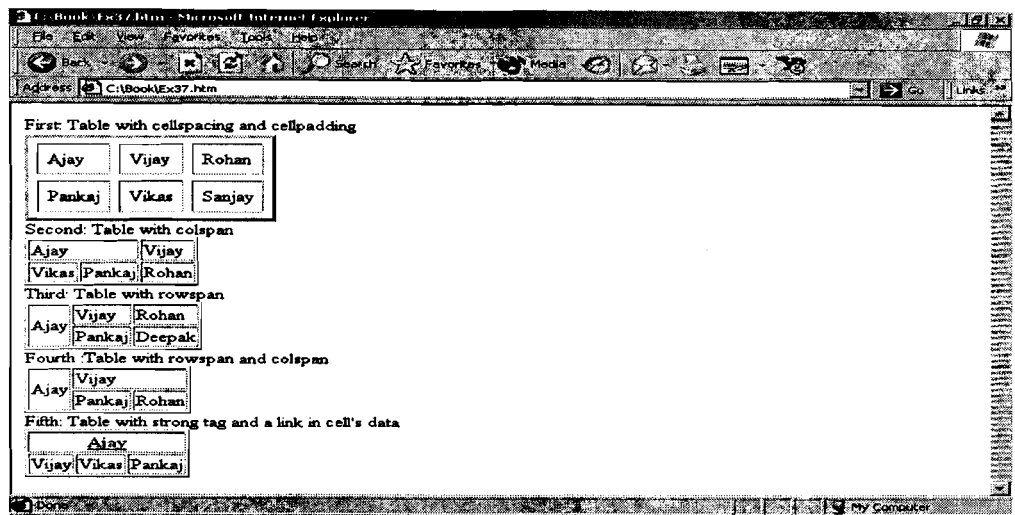 C:\Book\Ex37.htm - Microsoft Internet Explorer
File Edit View Favorites Tools Help
Back Search Favorites Media
Address C:\Book\Ex37.htm Go Links »
First: Table with cellspacing and cellpadding
Ajay Vijay Rohan
Pankaj Vikas Sanjay
Second: Table with colspan
Ajay Vijay
Vikas Pankaj Rohan
Third: Table with rowspan
Ajay Vijay Rohan
Pankaj Deepak
Fourth :Table with rowspan and colspan
Ajay Vijay
Pankaj Rohan
Fifth: Table with strong tag and a link in cell's data
Ajay
Vijay Vikas Pankaj
Done My Computer